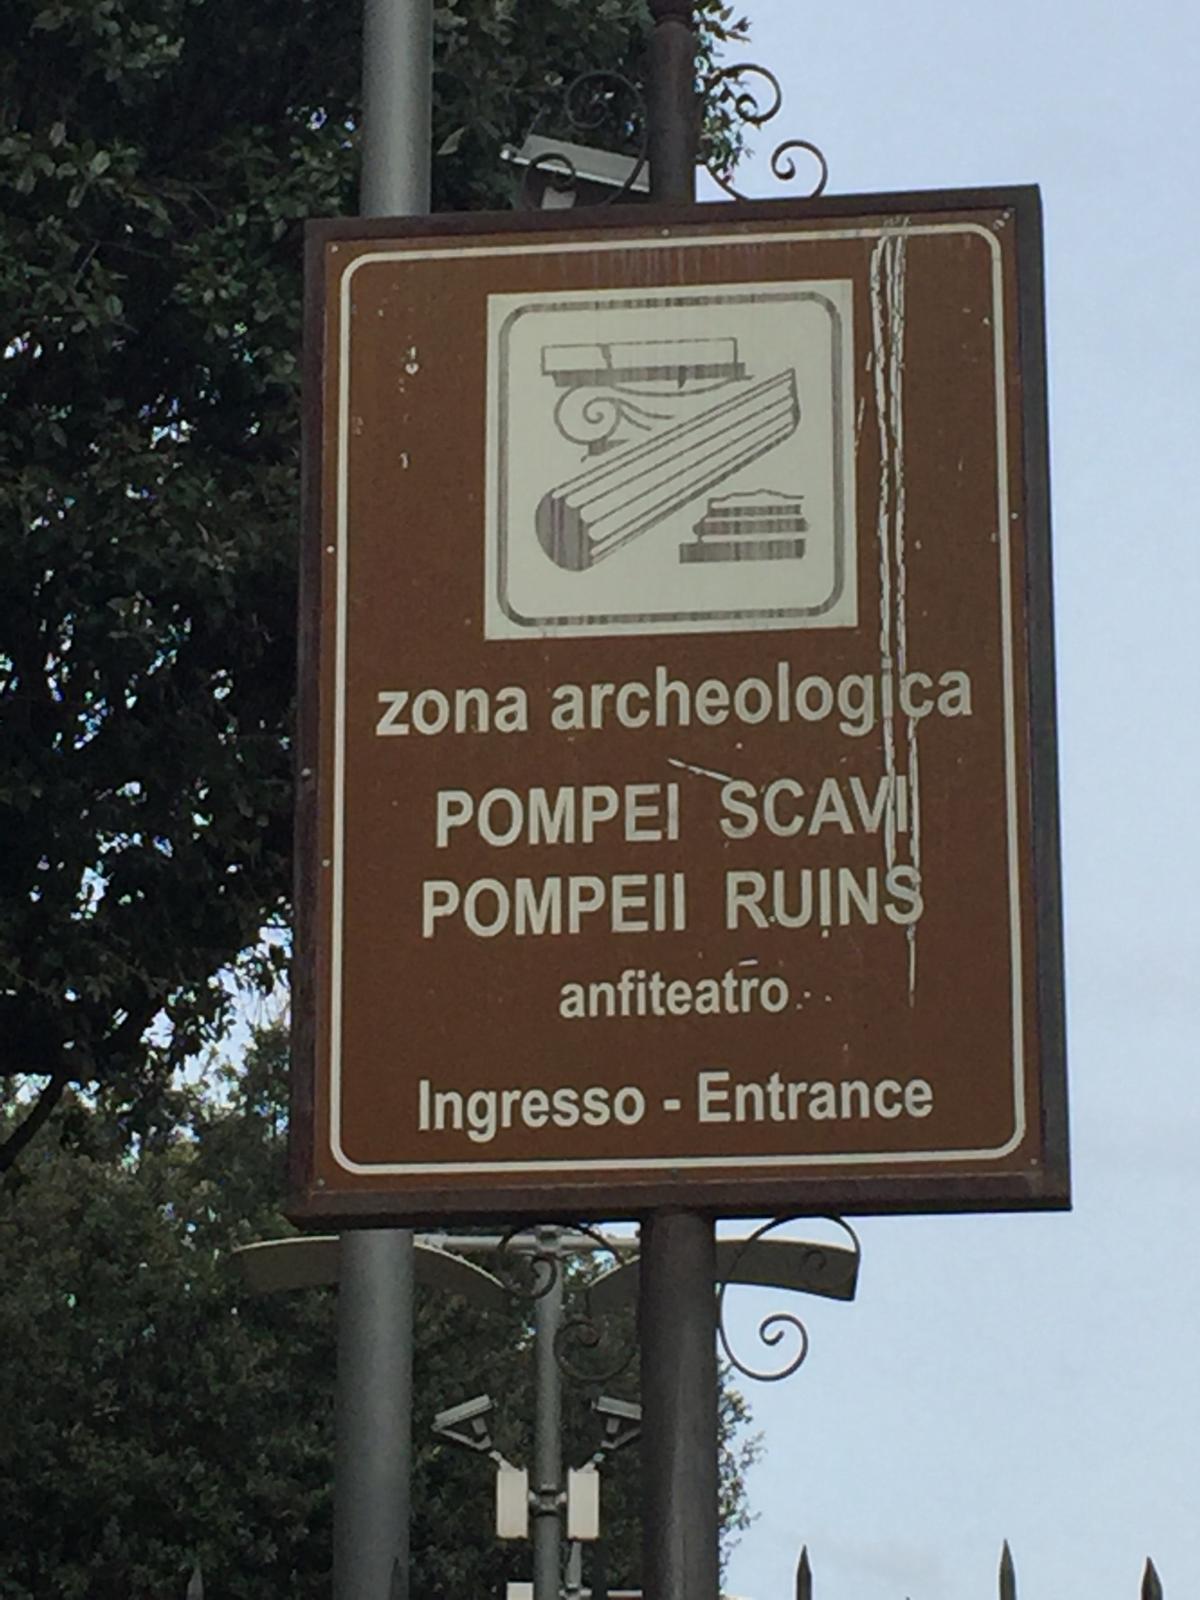 zona archeologica
POMPEI SCAVI
POMPEII RUINS
anfiteatro
Ingresso - Entrance